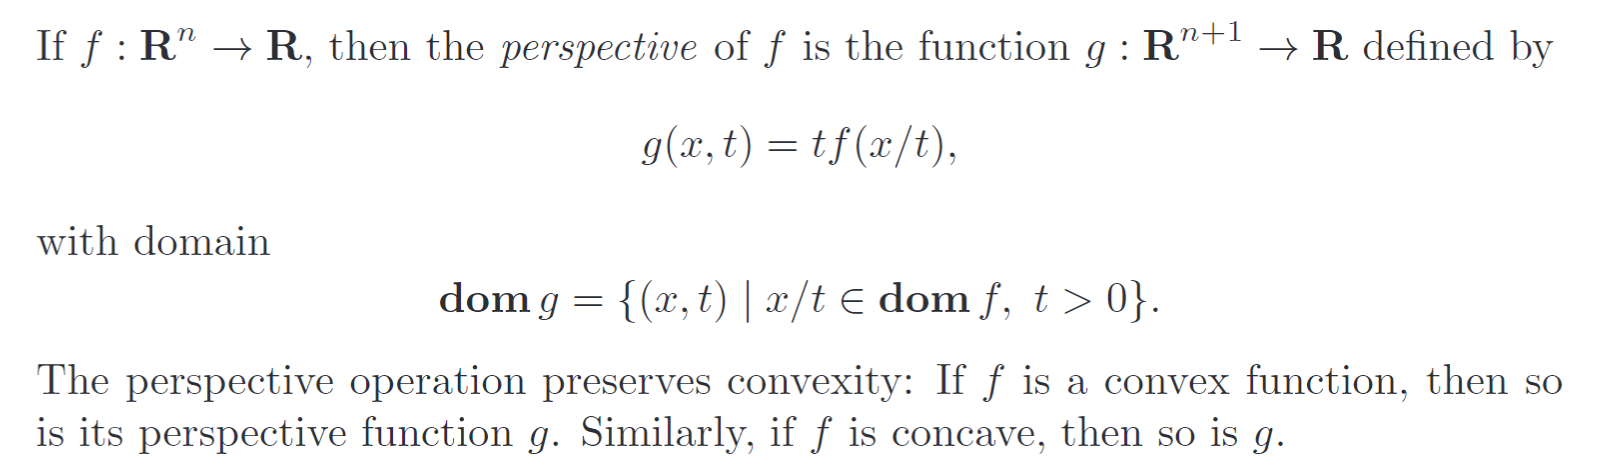 If f : Rⁿ → R, then the perspective of f is the function g : Rⁿ⁺¹ → R defined by
g(x, t) = tf(x/t),
with domain
dom g = {(x, t) | x/t ∈ dom f, t > 0}.
The perspective operation preserves convexity: If f is a convex function, then so
is its perspective function g. Similarly, if f is concave, then so is g.